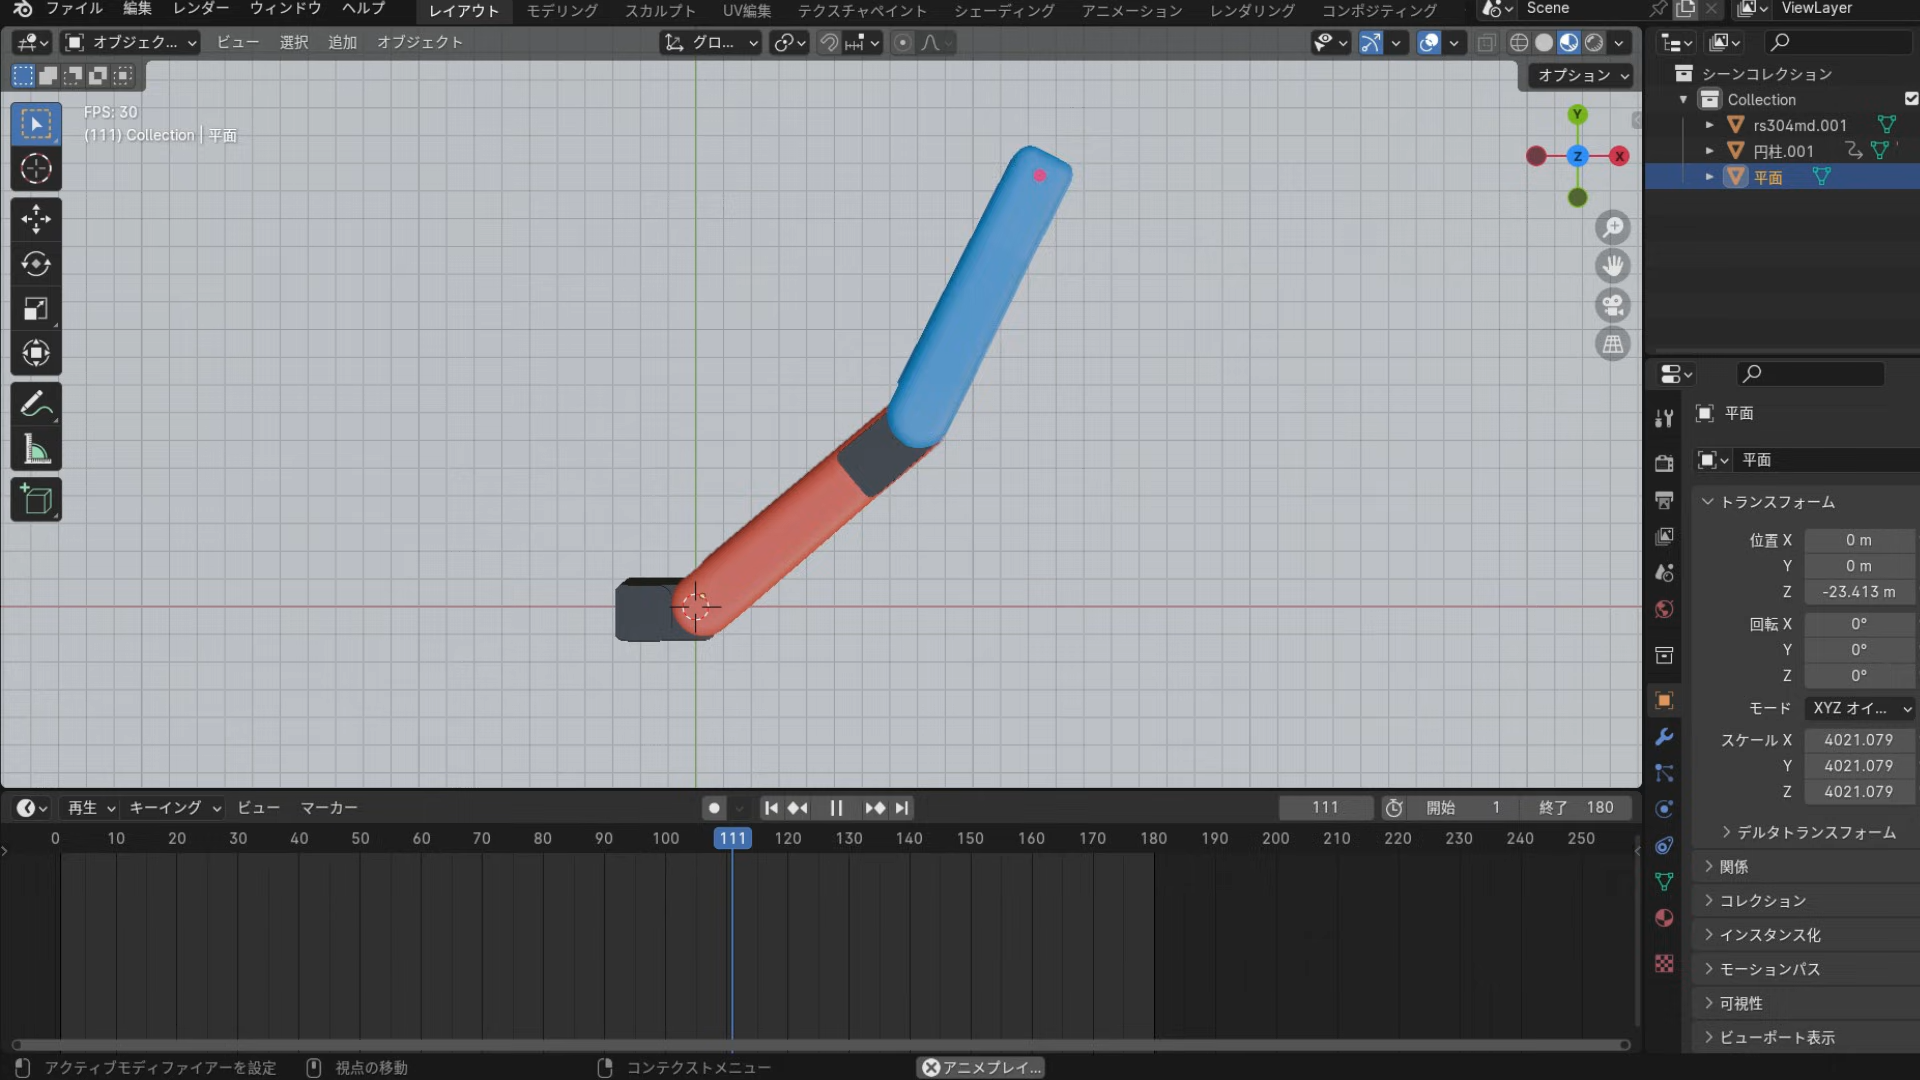 ファイル 編集 レンダー ウィンドウ ヘルプ レイアウト モデリング スカルプト UV編集 テクスチャペイント シェーディング アニメーション レンダリング コンポジティング Scene ViewLayer
オブジェク... ビュー 選択 追加 オブジェクト グロ...
オプション
FPS: 30
(111) Collection | 平面
Y
Z
X
シーンコレクション
Collection
rs304md.001
円柱.001
平面
平面
平面
トランスフォーム
位置 X 0 m
Y 0 m
Z -23.413 m
回転 X 0°
Y 0°
Z 0°
モード XYZ オイ...
スケール X 4021.079
Y 4021.079
Z 4021.079
デルタトランスフォーム
関係
コレクション
インスタンス化
モーションパス
可視性
ビューポート表示
再生 キーイング ビュー マーカー 111 開始 1 終了 180
0 10 20 30 40 50 60 70 80 90 100 111 120 130 140 150 160 170 180 190 200 210 220 230 240 250
アクティブモディファイアーを設定 視点の移動 コンテクストメニュー アニメプレイ...